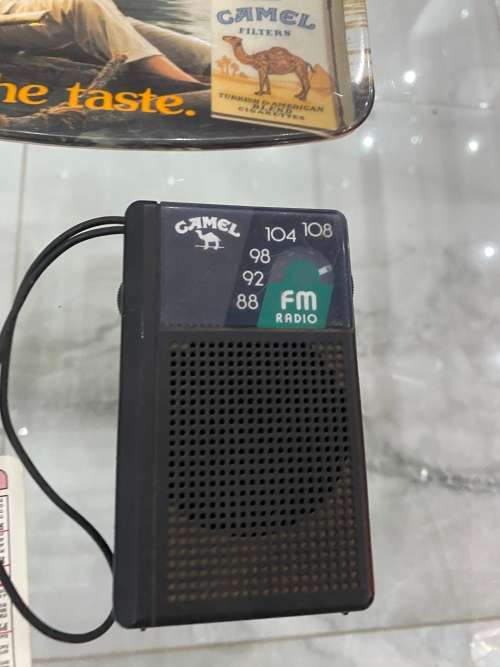 CAMEL
FILTERS
TURKISH & AMERICAN
BLEND
CIGARETTES
he taste.
CAMEL
104 108
98
92
88
FM
RADIO